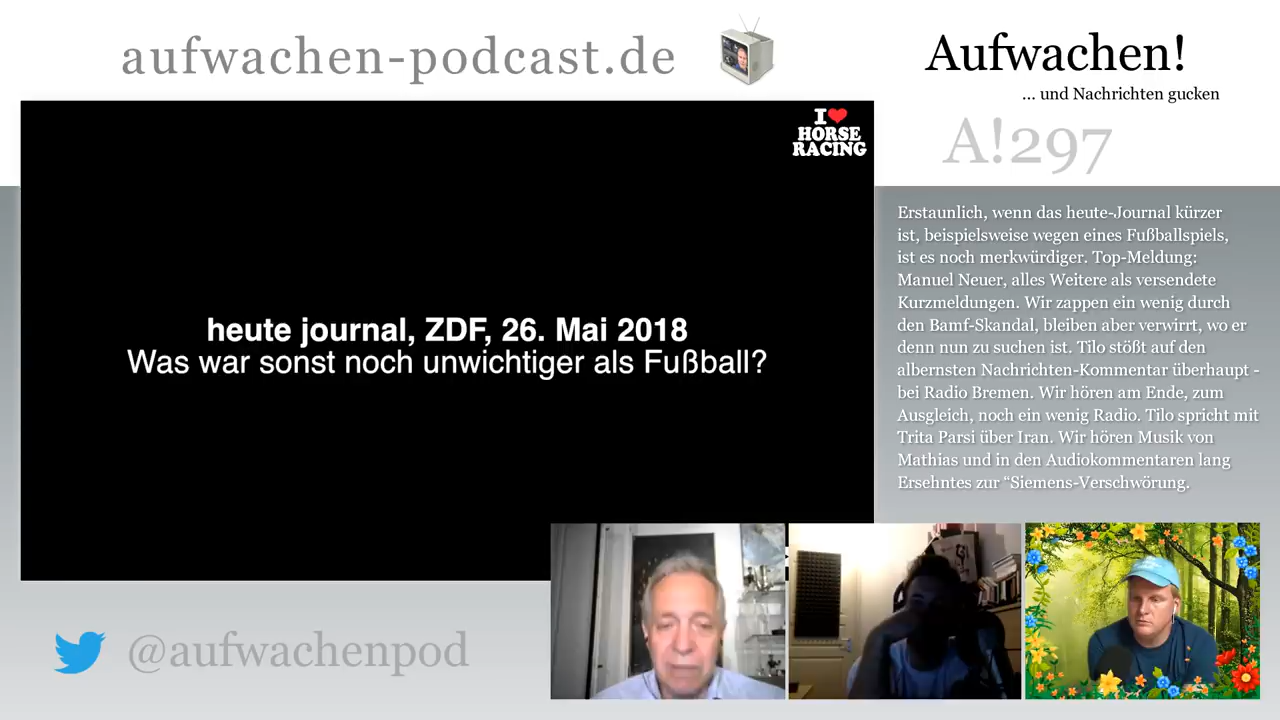 aufwachen-podcast.de
Aufwachen!
... und Nachrichten gucken
A!297
I
HORSE
RACING
heute journal, ZDF, 26. Mai 2018
Was war sonst noch unwichtiger als Fußball?
Erstaunlich, wenn das heute-Journal kürzer
ist, beispielsweise wegen eines Fußballspiels,
ist es noch merkwürdiger. Top-Meldung:
Manuel Neuer, alles Weitere als versendete
Kurzmeldungen. Wir zappen ein wenig durch
den Bamf-Skandal, bleiben aber verwirrt, wo er
denn nun zu suchen ist. Tilo stößt auf den
albernsten Nachrichten-Kommentar überhaupt -
bei Radio Bremen. Wir hören am Ende, zum
Ausgleich, noch ein wenig Radio. Tilo spricht mit
Trita Parsi über Iran. Wir hören Musik von
Mathias und in den Audiokommentaren lang
Ersehntes zur “Siemens-Verschwörung.
@aufwachenpod